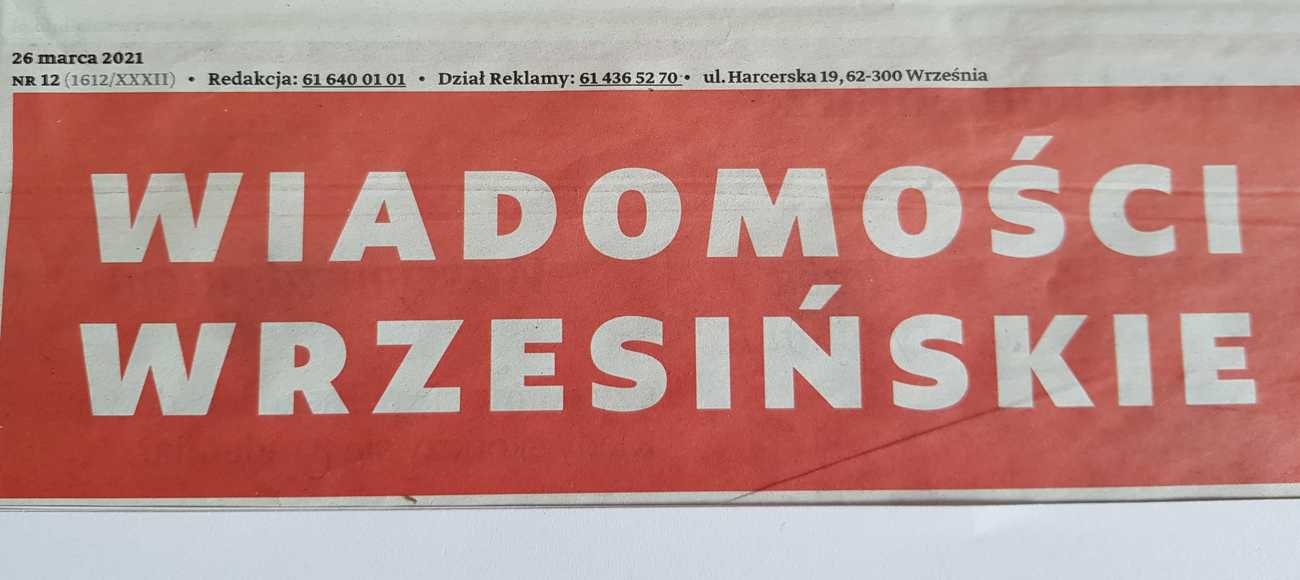 26 marca 2021
NR 12 (1612/XXXII) • Redakcja: 61 640 01 01 • Dział Reklamy: 61 436 52 70 • ul. Harcerska 19, 62-300 Września
WIADOMOŚCI
WRZESIŃSKIE